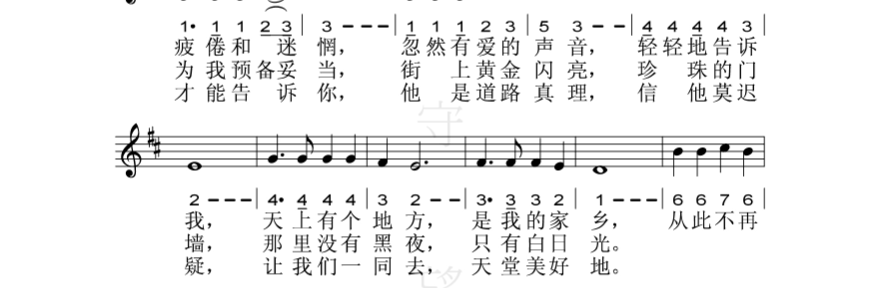 1· 1 1 2 3 | 3 - - - | 1 1 1 2 3 | 5 3 - - | 4 4 4 4 3 |
疲倦和 迷 惘， 忽然有爱的声音， 轻轻地告诉
为我预备妥 当， 街 上黄金闪亮， 珍 珠的门
才能告 诉 你， 他 是道路真理， 信 他莫迟
守
2 - - - | 4· 4 4 4 | 3 2 - - | 3· 3 3 2 | 1 - - - | 6 6 7 6 |
我， 天上有个 地方， 是我的家 乡， 从此不再
墙， 那里没有 黑夜， 只有白日 光。
疑， 让我们一 同去， 天堂美好 地。